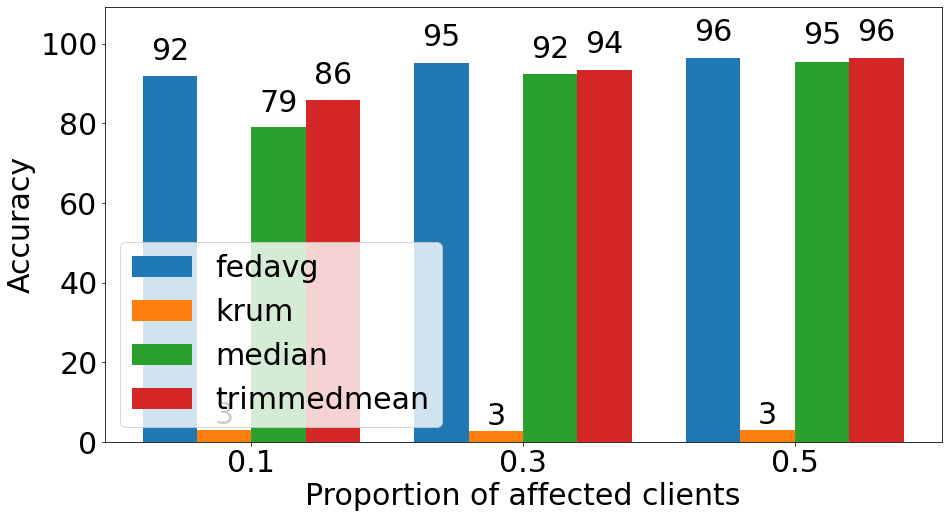 92 95 96
86 92 94 95 96
79
100
80
60
40
20
0
Accuracy
fedavg
krum
median
trimmedmean
3 3 3
0.1 0.3 0.5
Proportion of affected clients